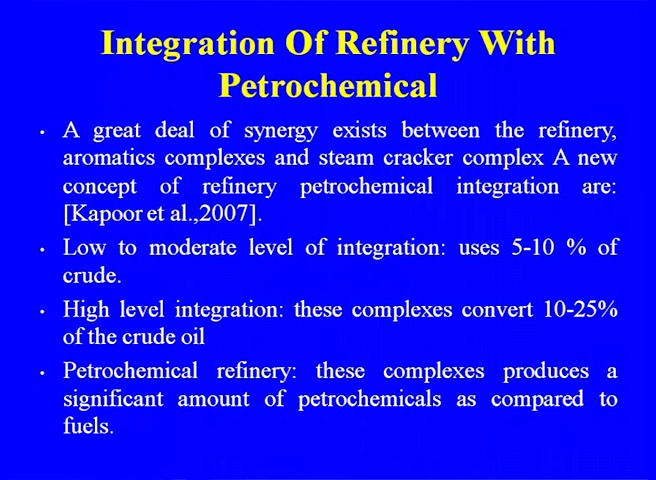 Integration Of Refinery With
Petrochemical
• A great deal of synergy exists between the refinery,
aromatics complexes and steam cracker complex A new
concept of refinery petrochemical integration are:
[Kapoor et al.,2007].
• Low to moderate level of integration: uses 5-10 % of
crude.
• High level integration: these complexes convert 10-25%
of the crude oil
• Petrochemical refinery: these complexes produces a
significant amount of petrochemicals as compared to
fuels.